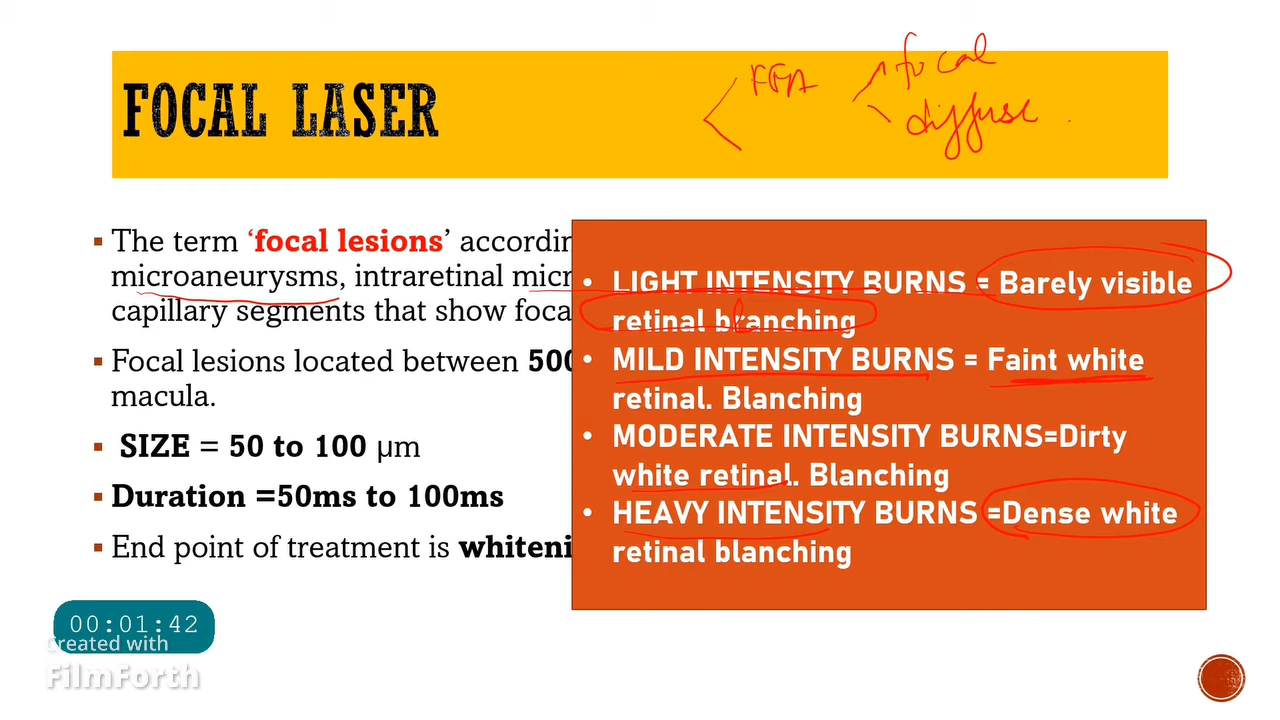 FFA
focal
diffuse
FOCAL LASER
The term ‘focal lesions’ accordin
microaneurysms, intraretinal micr
capillary segments that show foca
Focal lesions located between 500
macula.
SIZE = 50 to 100 µm
Duration =50ms to 100ms
End point of treatment is whiteni
• LIGHT INTENSITY BURNS = Barely visible
retinal branching
• MILD INTENSITY BURNS = Faint white
retinal. Blanching
• MODERATE INTENSITY BURNS=Dirty
white retinal. Blanching
• HEAVY INTENSITY BURNS =Dense white
retinal blanching
00:01:42
Created with
FilmForth